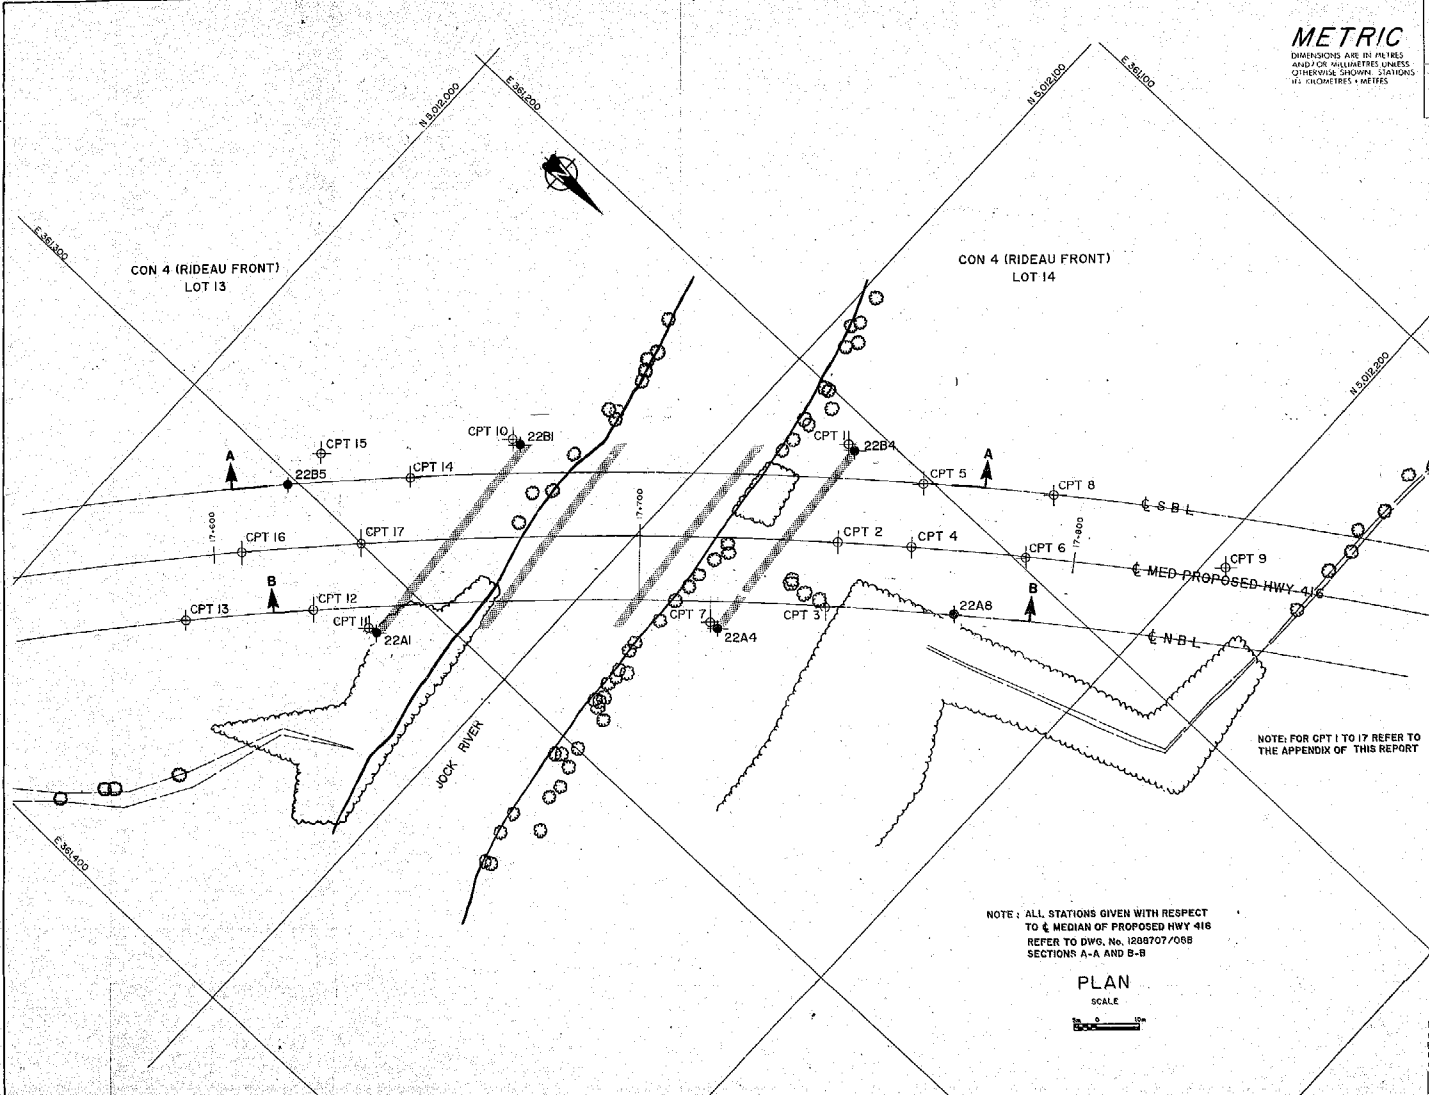 METRIC
DIMENSIONS ARE IN METRES
AND / OR MILLIMETRES UNLESS
OTHERWISE SHOWN. STATIONS
IN KILOMETRES + METRES
N 5,012,000
E 361,200
N 5,012,100
E 361,100
E 361,300
CON 4 (RIDEAU FRONT)
LOT 13
CON 4 (RIDEAU FRONT)
LOT 14
N 5,012,200
CPT 15
CPT 10
22B1
CPT 1
22B4
A
22B5
CPT 14
CPT 5
A
CPT 8
℄ SBL
17+600
17+700
17+800
CPT 16
CPT 17
CPT 2
CPT 4
CPT 6
CPT 9
℄ MED PROPOSED HWY 416
B
CPT 13
CPT 12
CPT 11
22A1
CPT 7
22A4
CPT 3
22A8
B
℄ NBL
JOCK RIVER
NOTE: FOR CPT 1 TO 17 REFER TO
THE APPENDIX OF THIS REPORT
E 361,400
NOTE : ALL STATIONS GIVEN WITH RESPECT
TO ℄ MEDIAN OF PROPOSED HWY 416
REFER TO DWG. No.
SECTIONS A-A AND B-B
PLAN
SCALE
5m 0 10m